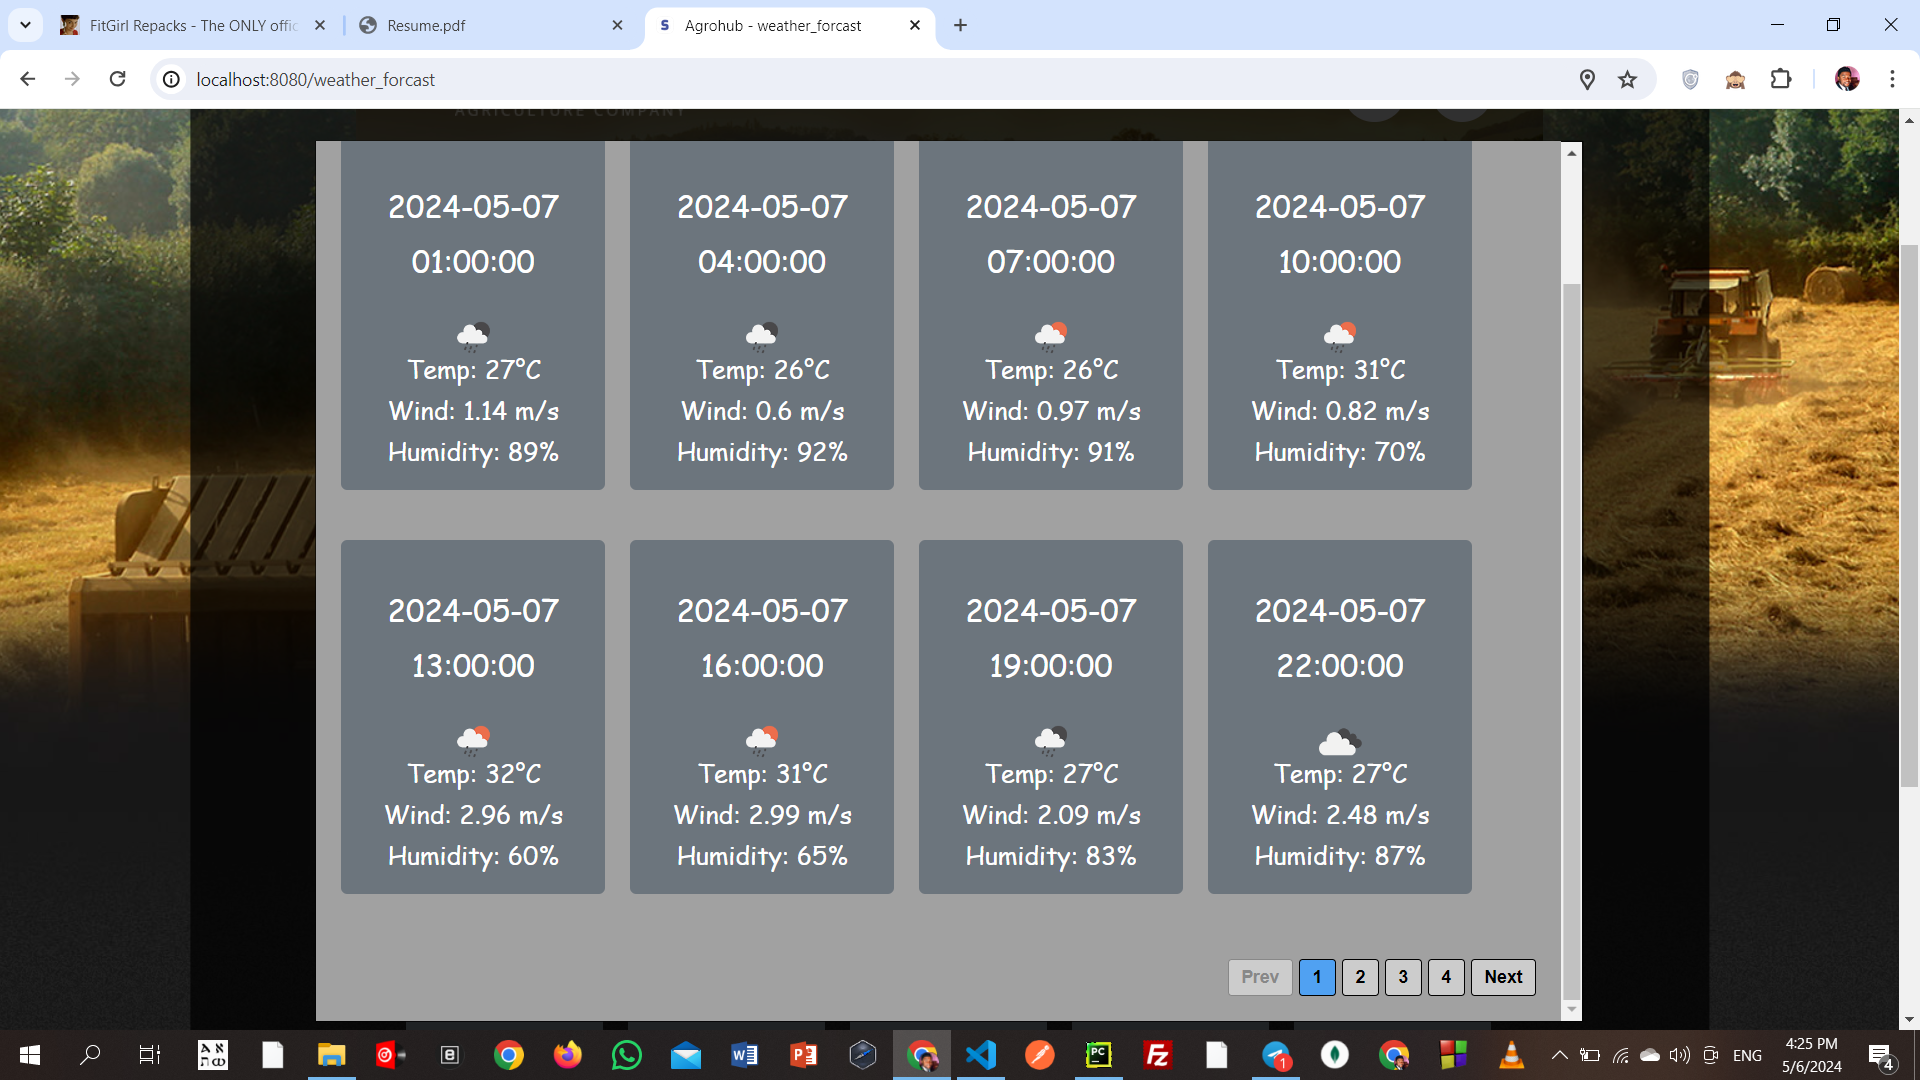 FitGirl Repacks - The ONLY offic
Resume.pdf
S
Agrohub - weather_forcast
localhost:8080/weather_forcast
AGRICULTURE COMPANY
2024-05-07
01:00:00
Temp: 27°C
Wind: 1.14 m/s
Humidity: 89%
2024-05-07
04:00:00
Temp: 26°C
Wind: 0.6 m/s
Humidity: 92%
2024-05-07
07:00:00
Temp: 26°C
Wind: 0.97 m/s
Humidity: 91%
2024-05-07
10:00:00
Temp: 31°C
Wind: 0.82 m/s
Humidity: 70%
2024-05-07
13:00:00
Temp: 32°C
Wind: 2.96 m/s
Humidity: 60%
2024-05-07
16:00:00
Temp: 31°C
Wind: 2.99 m/s
Humidity: 65%
2024-05-07
19:00:00
Temp: 27°C
Wind: 2.09 m/s
Humidity: 83%
2024-05-07
22:00:00
Temp: 27°C
Wind: 2.48 m/s
Humidity: 87%
Prev 1 2 3 4 Next
ENG
4:25 PM
5/6/2024
4